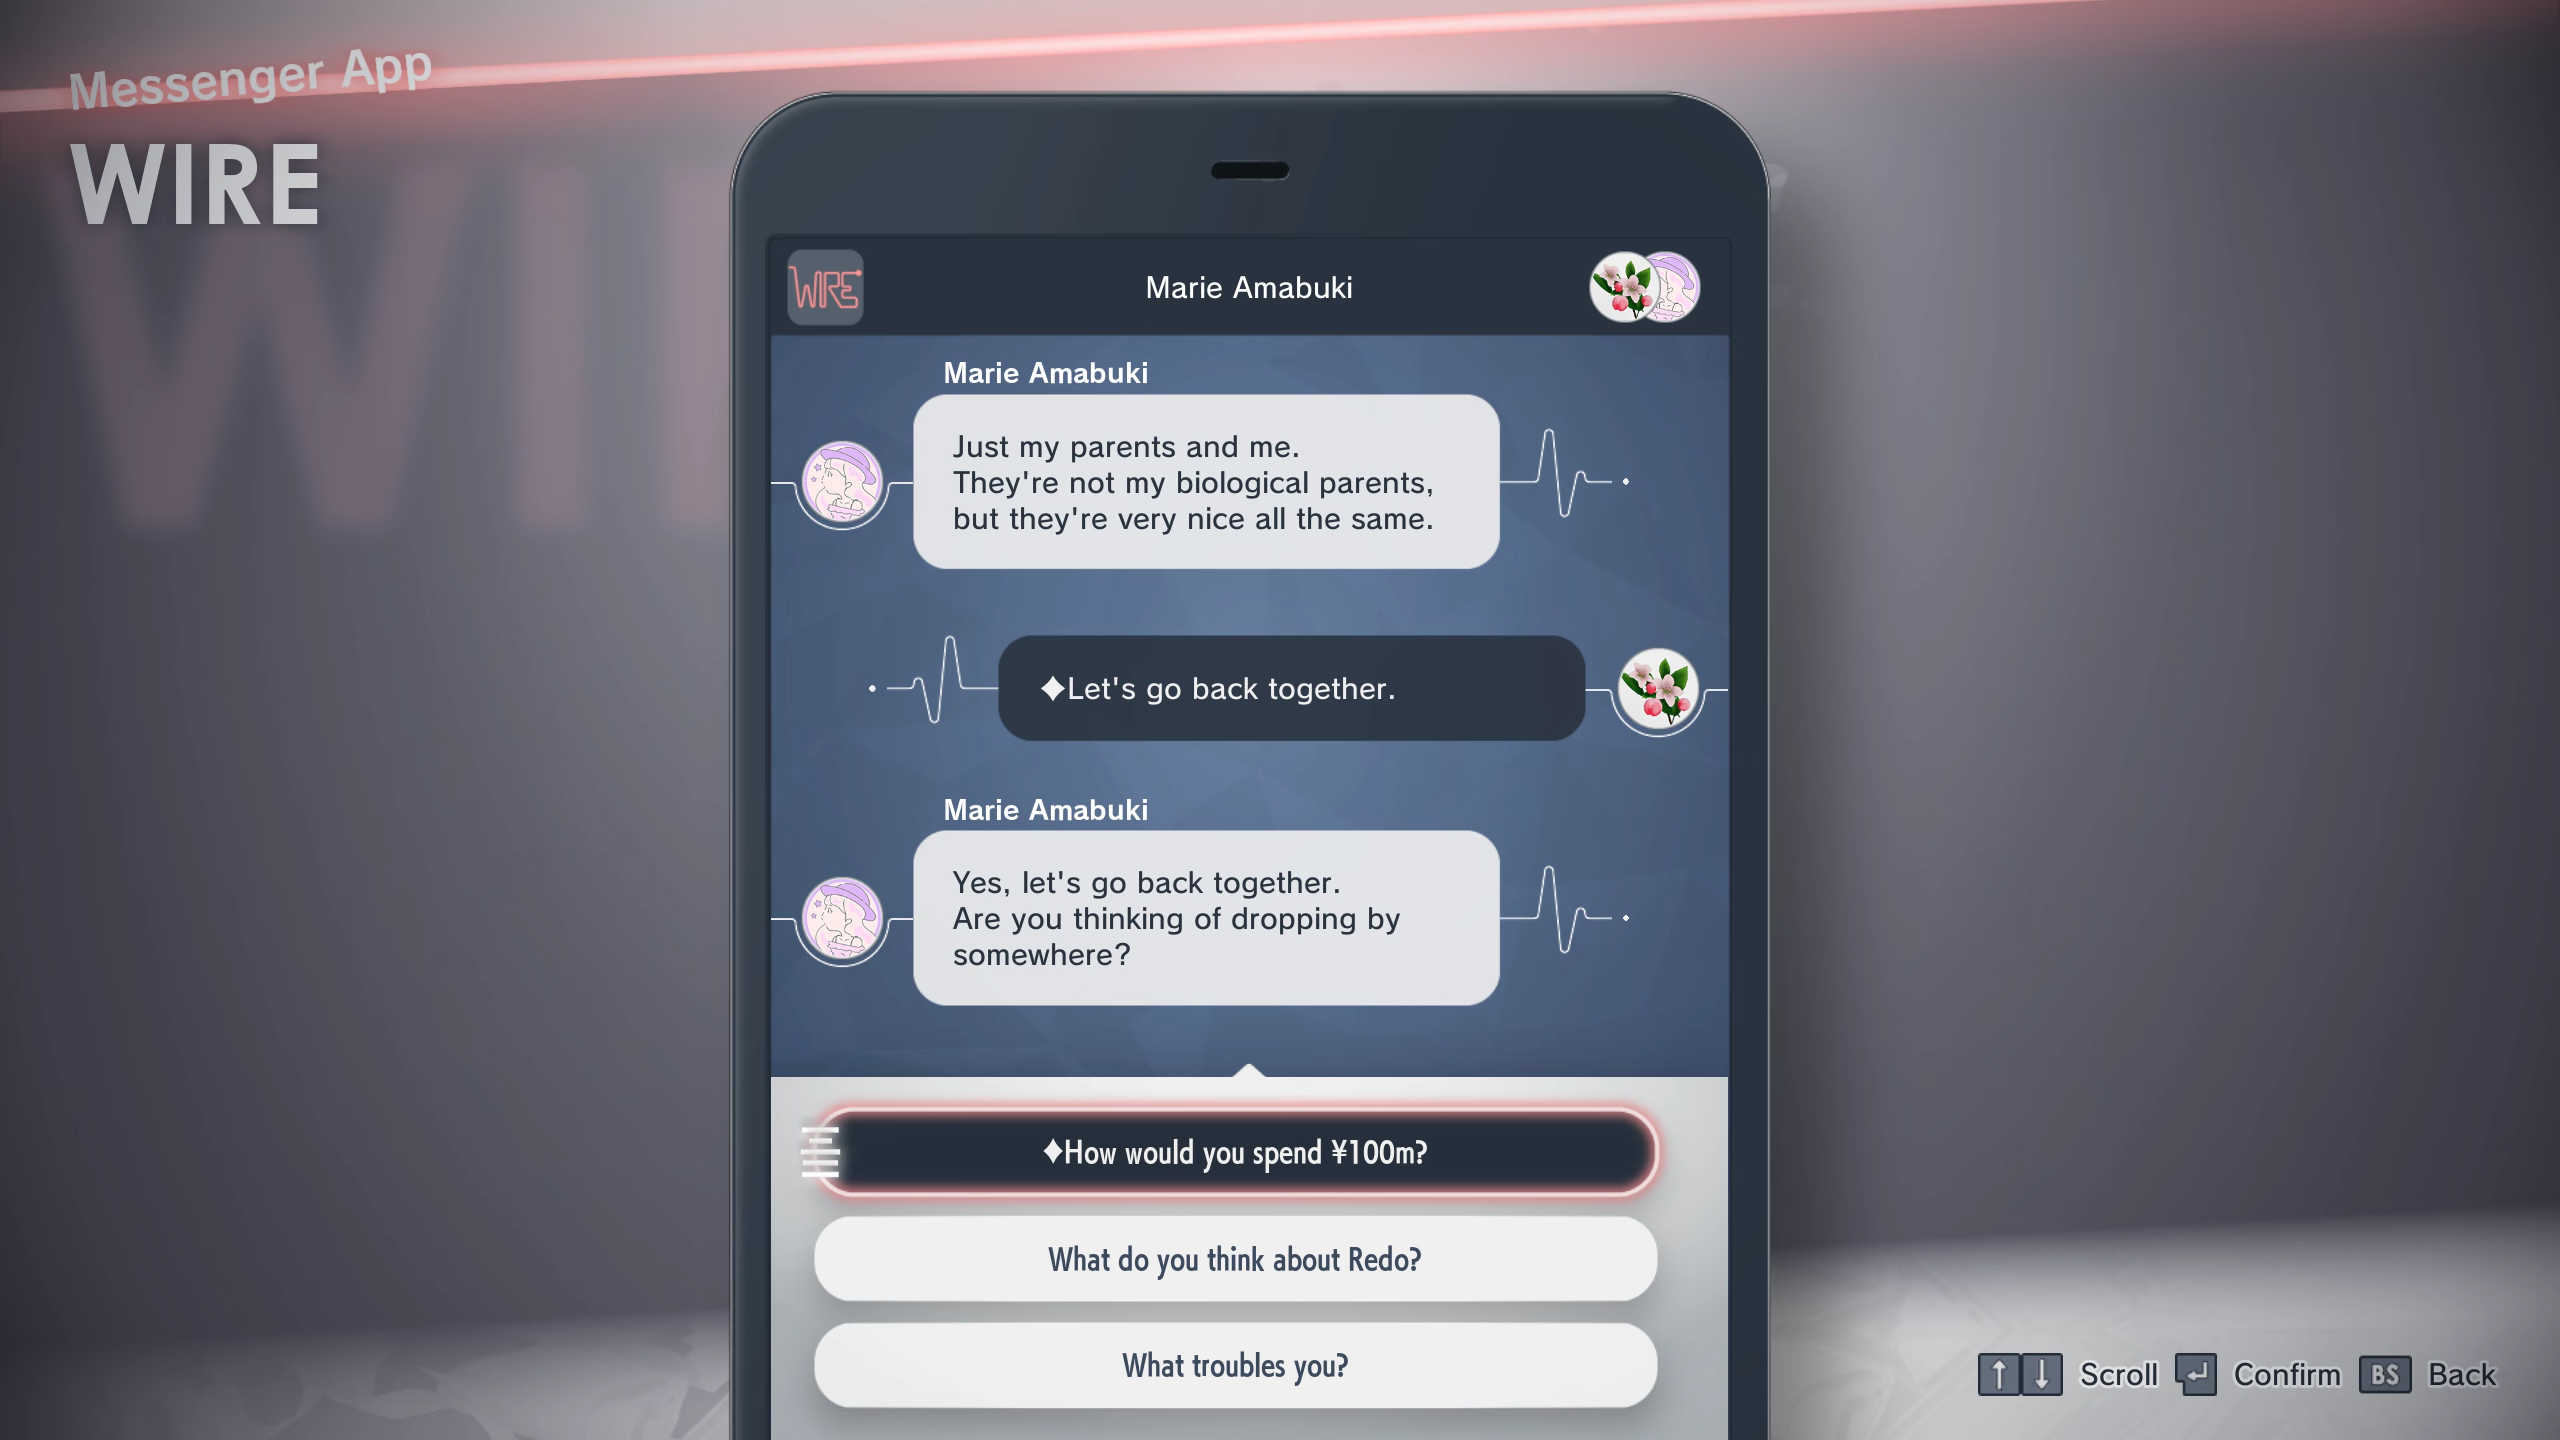 Messenger App
WIRE
WIRE
Marie Amabuki
Marie Amabuki
Just my parents and me.
They're not my biological parents,
but they're very nice all the same.
♦Let's go back together.
Marie Amabuki
Yes, let's go back together.
Are you thinking of dropping by
somewhere?
♦How would you spend ¥100m?
What do you think about Redo?
What troubles you?
↑↓ Scroll ↵ Confirm BS Back